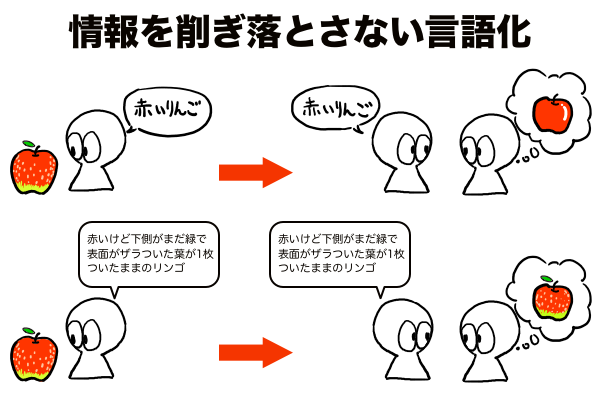 情報を削ぎ落とさない言語化
赤いりんご
赤いりんご
赤いけど下側がまだ緑で
表面がザラついた葉が1枚
ついたままのリンゴ
赤いけど下側がまだ緑で
表面がザラついた葉が1枚
ついたままのリンゴ